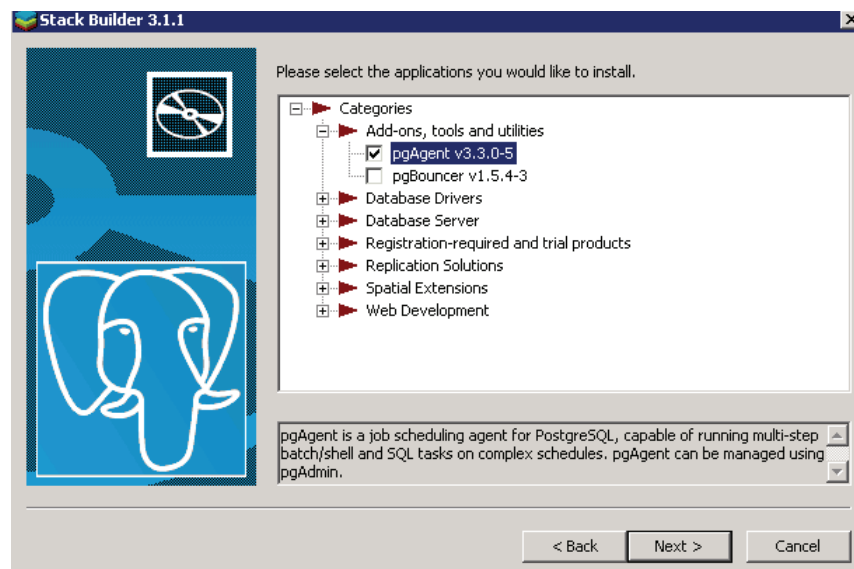 Stack Builder 3.1.1
Please select the applications you would like to install.
Categories
Add-ons, tools and utilities
pgAgent v3.3.0-5
pgBouncer v1.5.4-3
Database Drivers
Database Server
Registration-required and trial products
Replication Solutions
Spatial Extensions
Web Development
pgAgent is a job scheduling agent for PostgreSQL, capable of running multi-step
batch/shell and SQL tasks on complex schedules. pgAgent can be managed using
pgAdmin.
< Back Next > Cancel